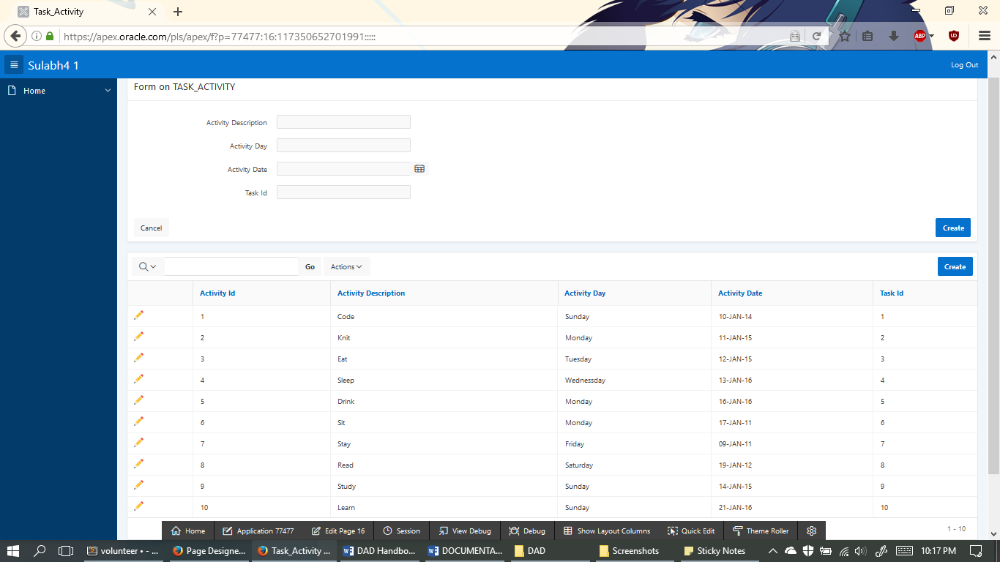 Task_Activity
https://apex.oracle.com/pls/apex/f?p=77477:16:117350652701991:::::
ABP
UO
Sulabh4 1
Log Out
Home
Form on TASK_ACTIVITY
Activity Description
Activity Day
Activity Date
Task Id
Cancel
Create
Go
Actions
Create
Activity Id Activity Description Activity Day Activity Date Task Id
1 Code Sunday 10-JAN-14 1
2 Knit Monday 11-JAN-15 2
3 Eat Tuesday 12-JAN-15 3
4 Sleep Wednessday 13-JAN-16 4
5 Drink Monday 16-JAN-16 5
6 Sit Monday 17-JAN-11 6
7 Stay Friday 09-JAN-11 7
8 Read Saturday 19-JAN-12 8
9 Study Sunday 14-JAN-15 9
10 Learn Sunday 21-JAN-16 10
1 - 10
Home Application 77477 Edit Page 16 Session View Debug Debug Show Layout Columns Quick Edit Theme Roller
volunteer • - ... Page Designe... Task_Activity ... DAD Handbo... DOCUMENTA... DAD Screenshots Sticky Notes 10:17 PM